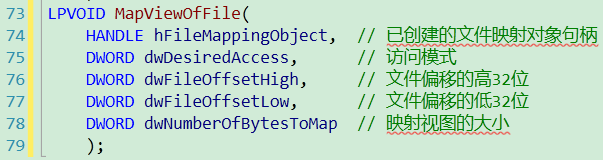 73 LPVOID MapViewOfFile(
74 HANDLE hFileMappingObject, // 已创建的文件映射对象句柄
75 DWORD dwDesiredAccess, // 访问模式
76 DWORD dwFileOffsetHigh, // 文件偏移的高32位
77 DWORD dwFileOffsetLow, // 文件偏移的低32位
78 DWORD dwNumberOfBytesToMap // 映射视图的大小
79 );